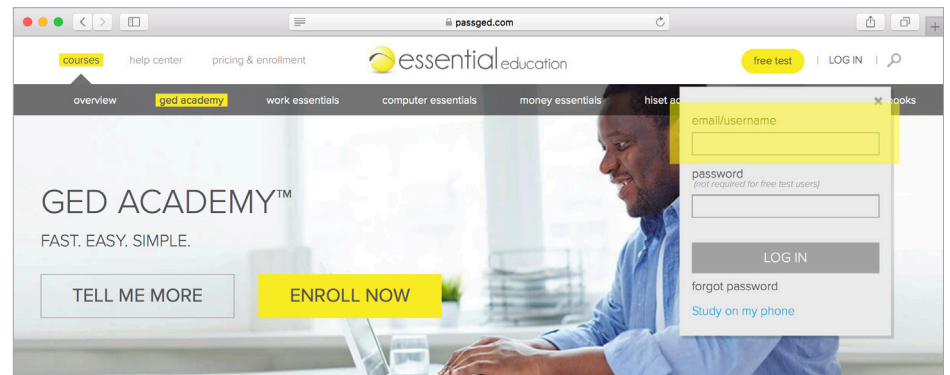 passged.com
courses help center pricing & enrollment essential education free test LOG IN
overview ged academy work essentials computer essentials money essentials hiset books
email/username
password
(not required for free test users)
GED ACADEMY™
FAST. EASY. SIMPLE.
LOG IN
TELL ME MORE ENROLL NOW
forgot password
Study on my phone